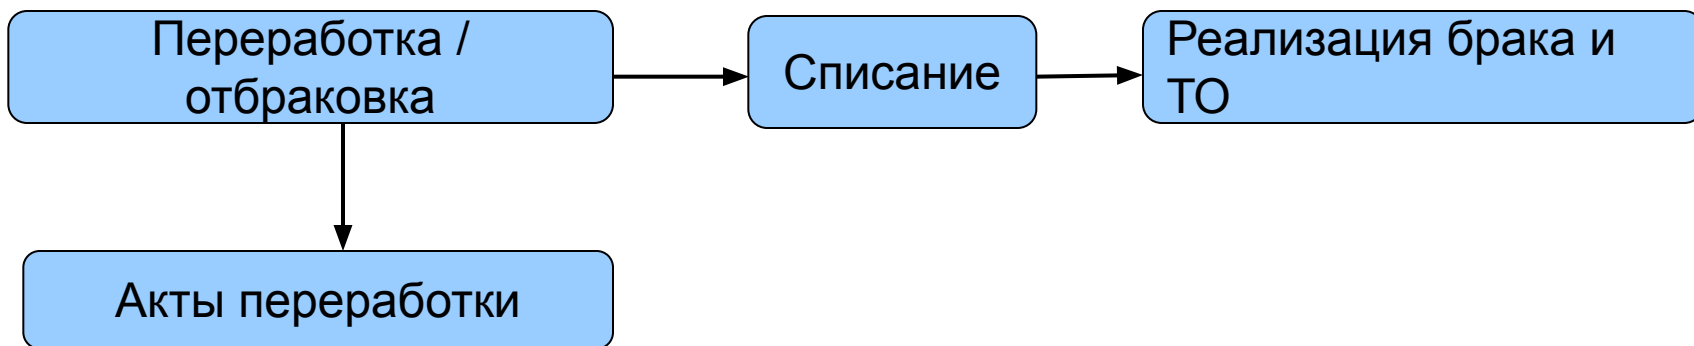 Переработка /
отбраковка
Списание
Реализация брака и
ТО
Акты переработки